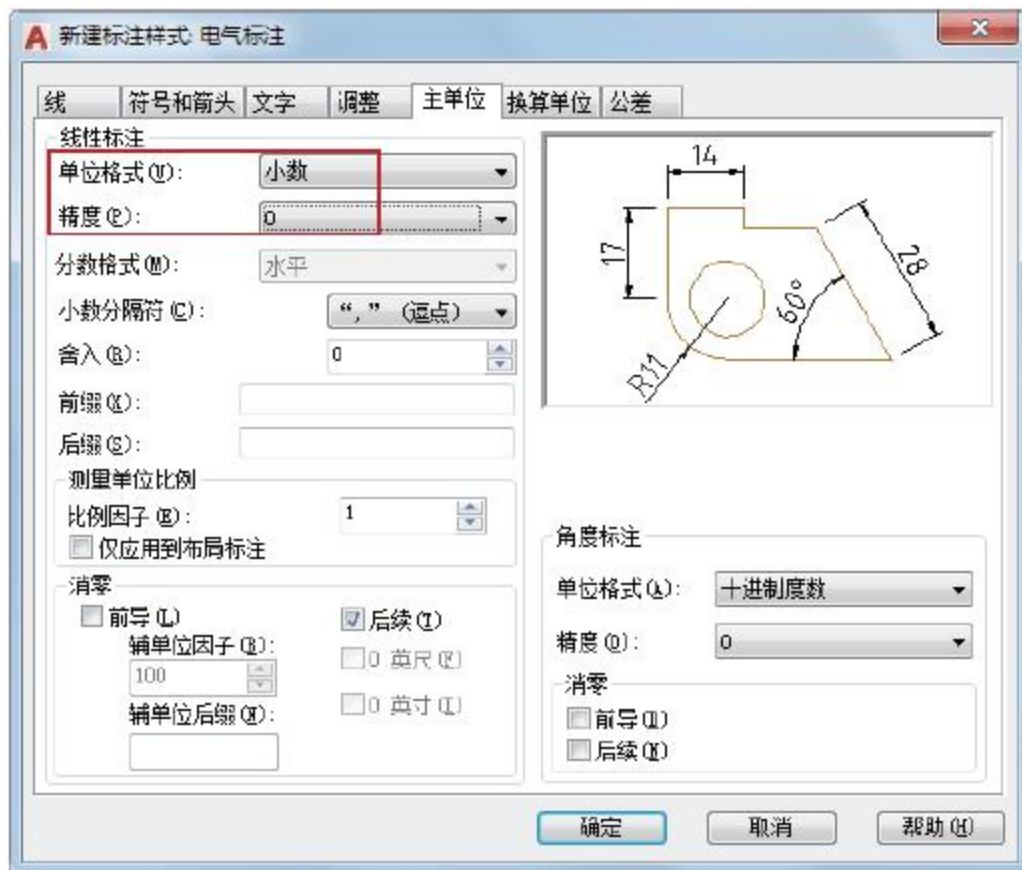 新建标注样式: 电气标注
线 符号和箭头 文字 调整 主单位 换算单位 公差
线性标注
单位格式(U): 小数
精度(P): 0
分数格式(M): 水平
小数分隔符(C): “,” (逗点)
舍入(R): 0
前缀(X):
后缀(S):
测量单位比例
比例因子(E): 1
仅应用到布局标注
消零
前导(L)
后续(T)
辅单位因子(B):
100
0 英尺(F)
辅单位后缀(N):
0 英寸(I)
14
17
28
60°
R11
角度标注
单位格式(A): 十进制度数
精度(O): 0
消零
前导(D)
后续(N)
确定 取消 帮助(H)